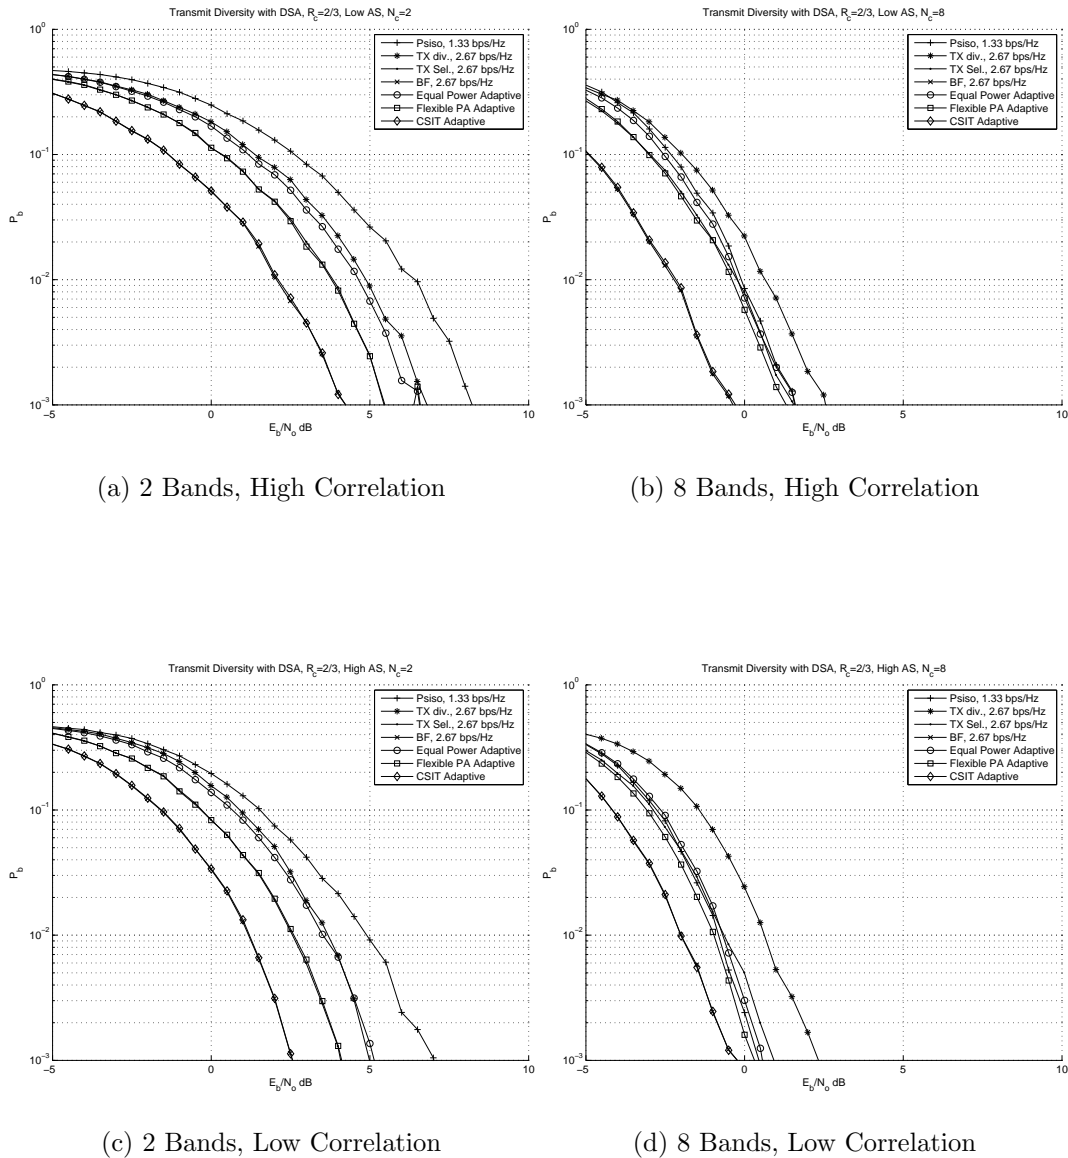 Transmit Diversity with DSA, R_c=2/3, Low AS, N_c=2
10^0
10^−1
10^−2
10^−3
P_b
−5
0
5
10
E_b/N_o dB
Psiso, 1.33 bps/Hz
TX div., 2.67 bps/Hz
TX Sel., 2.67 bps/Hz
BF, 2.67 bps/Hz
Equal Power Adaptive
Flexible PA Adaptive
CSIT Adaptive
(a) 2 Bands, High Correlation
Transmit Diversity with DSA, R_c=2/3, Low AS, N_c=8
10^0
10^−1
10^−2
10^−3
P_b
−5
0
5
10
E_b/N_o dB
Psiso, 1.33 bps/Hz
TX div., 2.67 bps/Hz
TX Sel., 2.67 bps/Hz
BF, 2.67 bps/Hz
Equal Power Adaptive
Flexible PA Adaptive
CSIT Adaptive
(b) 8 Bands, High Correlation
Transmit Diversity with DSA, R_c=2/3, High AS, N_c=2
10^0
10^−1
10^−2
10^−3
P_b
−5
0
5
10
E_b/N_o dB
Psiso, 1.33 bps/Hz
TX div., 2.67 bps/Hz
TX Sel., 2.67 bps/Hz
BF, 2.67 bps/Hz
Equal Power Adaptive
Flexible PA Adaptive
CSIT Adaptive
(c) 2 Bands, Low Correlation
Transmit Diversity with DSA, R_c=2/3, High AS, N_c=8
10^0
10^−1
10^−2
10^−3
P_b
−5
0
5
10
E_b/N_o dB
Psiso, 1.33 bps/Hz
TX div., 2.67 bps/Hz
TX Sel., 2.67 bps/Hz
BF, 2.67 bps/Hz
Equal Power Adaptive
Flexible PA Adaptive
CSIT Adaptive
(d) 8 Bands, Low Correlation